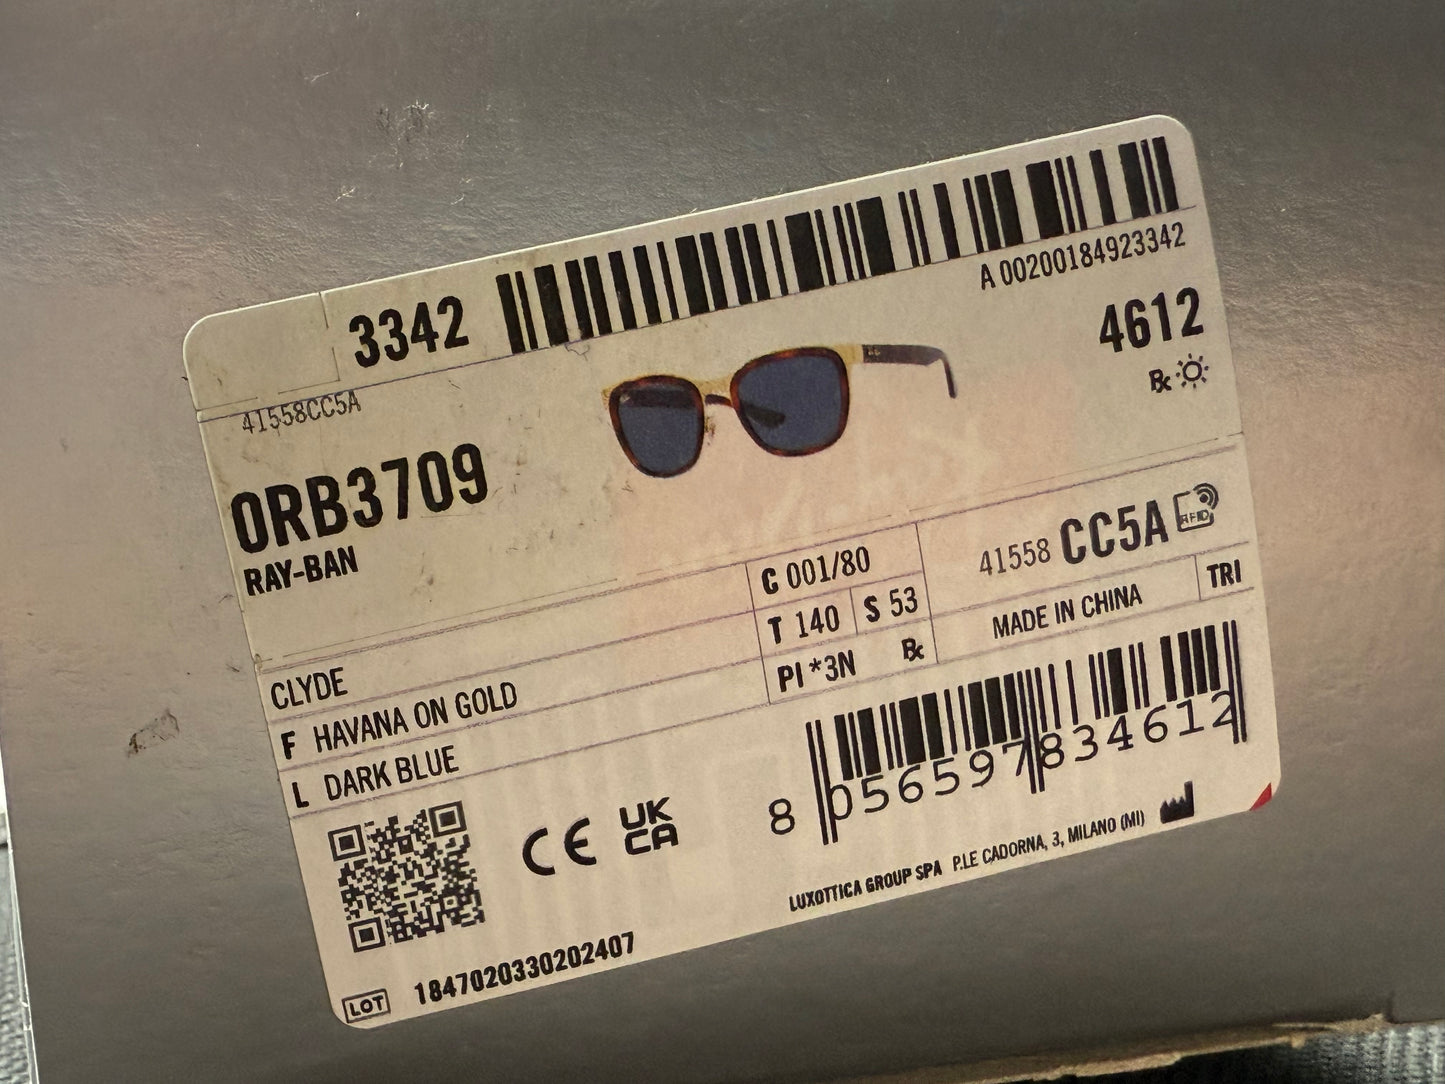 3342
A 00200184923342
41558CC5A
4612
Rx
0RB3709
RAY-BAN
41558 CC5A RFID
C 001/80
T 140 S 53
MADE IN CHINA TRI
CLYDE
PI *3N Rx
F HAVANA ON GOLD
L DARK BLUE
8 056597 834612
CE UK CA
LUXOTTICA GROUP SPA P.LE CADORNA, 3, MILANO (MI)
LOT 1847020330202407